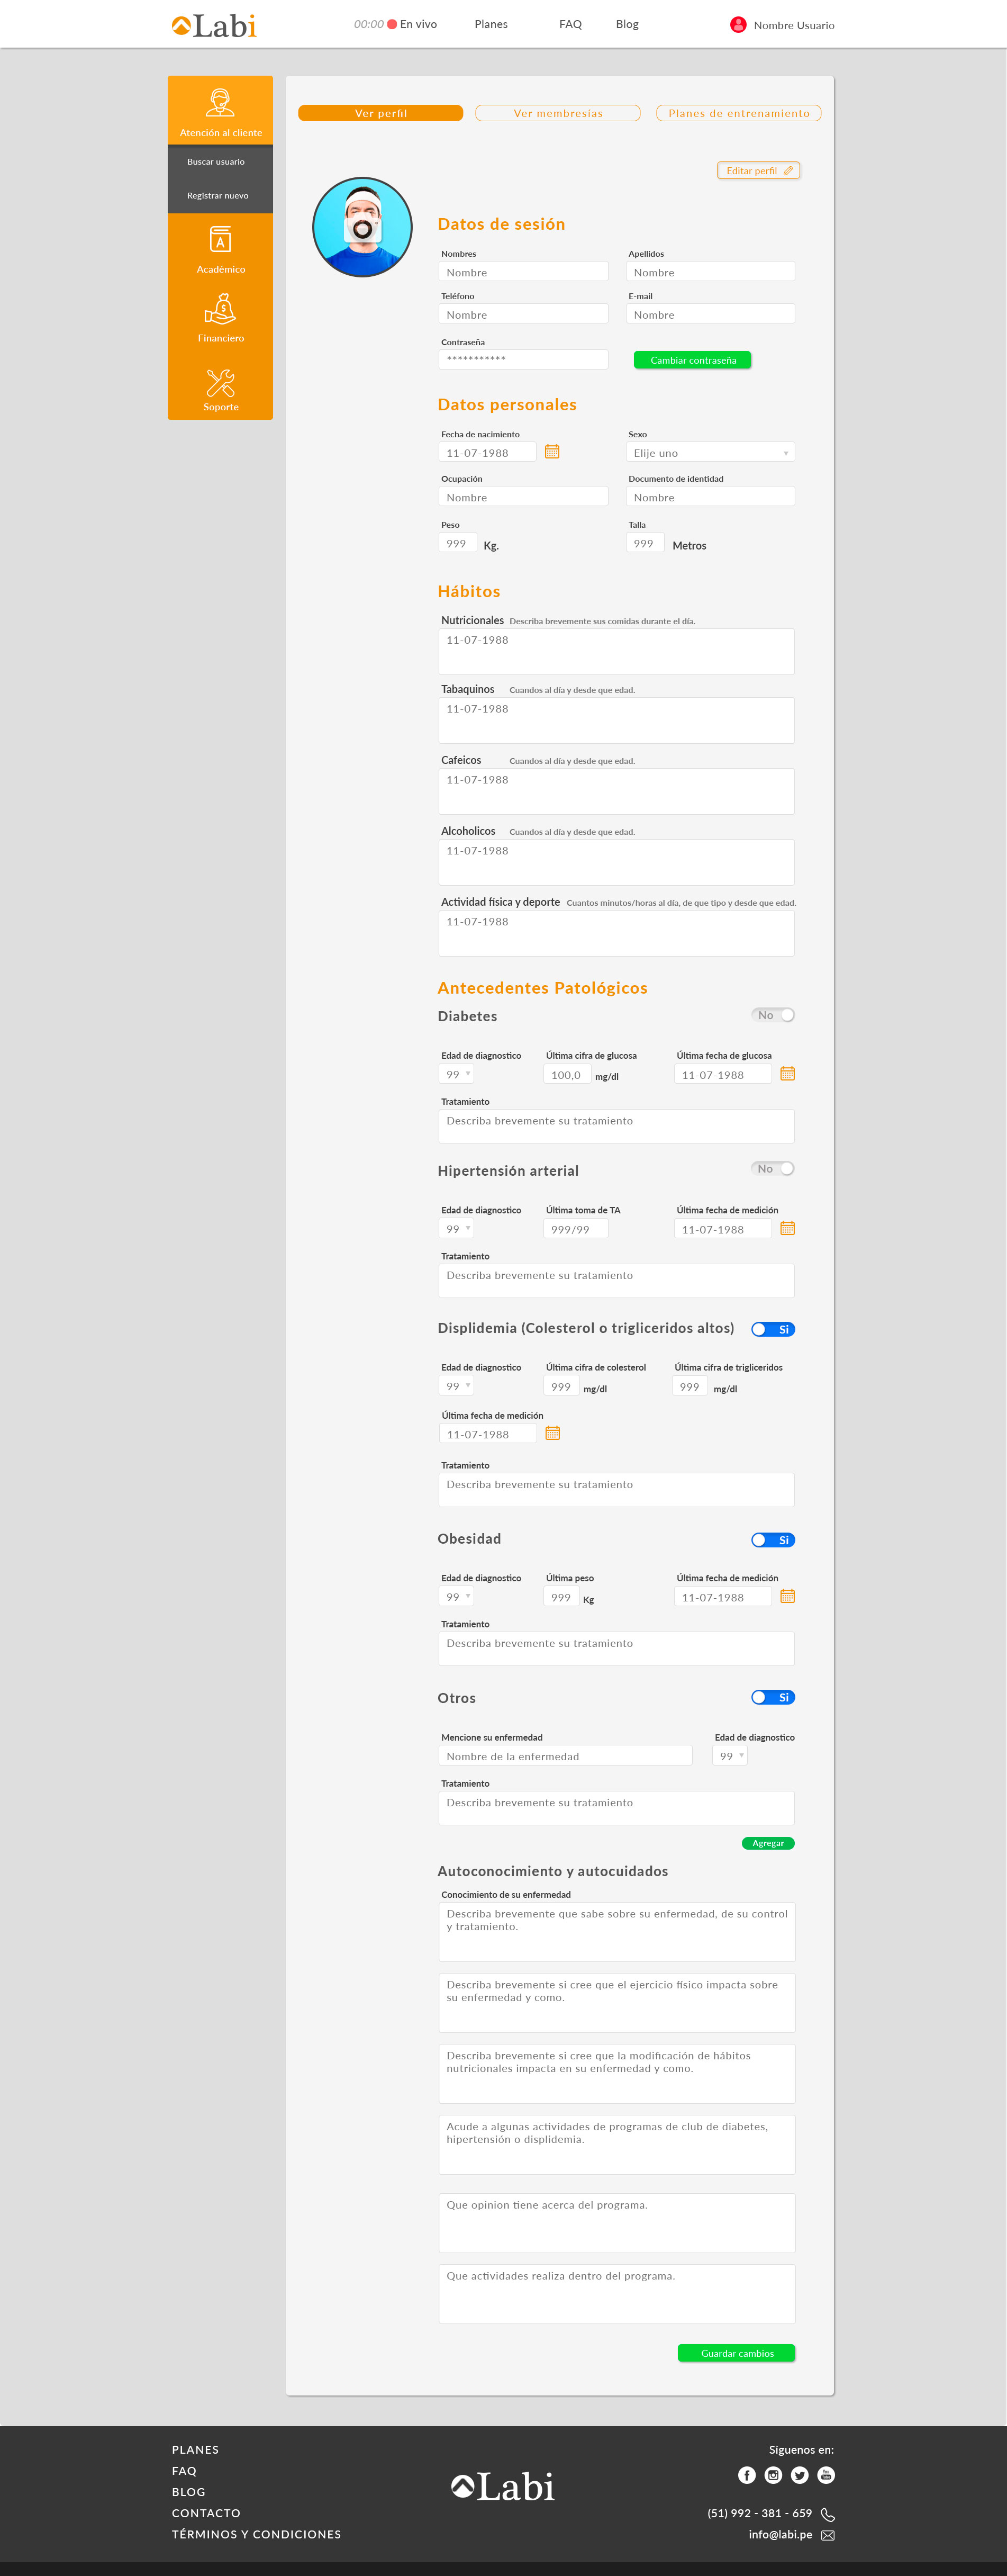 Labi
00:00 En vivo
Planes
FAQ
Blog
Nombre Usuario
Atención al cliente
Buscar usuario
Registrar nuevo
A
Académico
Financiero
Soporte
Ver perfil
Ver membresías
Planes de entrenamiento
Editar perfil
Datos de sesión
Nombres
Apellidos
Nombre
Nombre
Teléfono
E-mail
Nombre
Nombre
Contraseña
***********
Cambiar contraseña
Datos personales
Fecha de nacimiento
Sexo
11-07-1988
Elije uno
Ocupación
Documento de identidad
Nombre
Nombre
Peso
Talla
999 Kg.
999 Metros
Hábitos
Nutricionales Describa brevemente sus comidas durante el día.
11-07-1988
Tabaquinos Cuandos al día y desde que edad.
11-07-1988
Cafeicos Cuandos al día y desde que edad.
11-07-1988
Alcoholicos Cuandos al día y desde que edad.
11-07-1988
Actividad física y deporte Cuantos minutos/horas al día, de que tipo y desde que edad.
11-07-1988
Antecedentes Patológicos
Diabetes
No
Edad de diagnostico
Última cifra de glucosa
Última fecha de glucosa
99
100,0 mg/dl
11-07-1988
Tratamiento
Describa brevemente su tratamiento
Hipertensión arterial
No
Edad de diagnostico
Última toma de TA
Última fecha de medición
99
999/99
11-07-1988
Tratamiento
Describa brevemente su tratamiento
Displidemia (Colesterol o trigliceridos altos)
Si
Edad de diagnostico
Última cifra de colesterol
Última cifra de trigliceridos
99
999 mg/dl
999 mg/dl
Última fecha de medición
11-07-1988
Tratamiento
Describa brevemente su tratamiento
Obesidad
Si
Edad de diagnostico
Última peso
Última fecha de medición
99
999 Kg
11-07-1988
Tratamiento
Describa brevemente su tratamiento
Otros
Si
Mencione su enfermedad
Edad de diagnostico
Nombre de la enfermedad
99
Tratamiento
Describa brevemente su tratamiento
Agregar
Autoconocimiento y autocuidados
Conocimiento de su enfermedad
Describa brevemente que sabe sobre su enfermedad, de su control
y tratamiento.
Describa brevemente si cree que el ejercicio físico impacta sobre
su enfermedad y como.
Describa brevemente si cree que la modificación de hábitos
nutricionales impacta en su enfermedad y como.
Acude a algunas actividades de programas de club de diabetes,
hipertensión o displidemia.
Que opinion tiene acerca del programa.
Que actividades realiza dentro del programa.
Guardar cambios
PLANES
FAQ
BLOG
CONTACTO
TÉRMINOS Y CONDICIONES
Labi
Síguenos en:
(51) 992 - 381 - 659
info@labi.pe